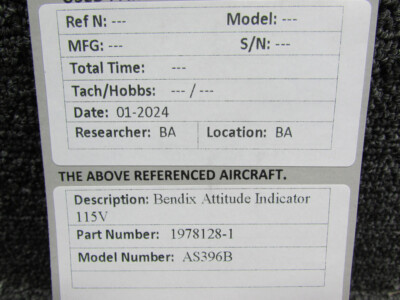 Ref N: --- Model: ---
MFG: --- S/N: ---
Total Time: ---
Tach/Hobbs: --- / ---
Date: 01-2024
Researcher: BA Location: BA
THE ABOVE REFERENCED AIRCRAFT.
Description: Bendix Attitude Indicator
115V
Part Number: 1978128-1
Model Number: AS396B